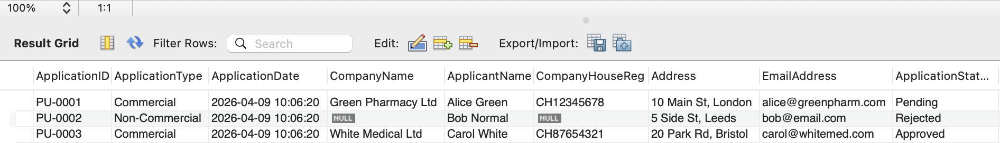 100% 1:1
Result Grid Filter Rows: Search Edit: Export/Import:
ApplicationID ApplicationType ApplicationDate CompanyName ApplicantName CompanyHouseReg Address EmailAddress ApplicationStat...
PU-0001 Commercial 2026-04-09 10:06:20 Green Pharmacy Ltd Alice Green CH12345678 10 Main St, London alice@greenpharm.com Pending
PU-0002 Non-Commercial 2026-04-09 10:06:20 NULL Bob Normal NULL 5 Side St, Leeds bob@email.com Rejected
PU-0003 Commercial 2026-04-09 10:06:20 White Medical Ltd Carol White CH87654321 20 Park Rd, Bristol carol@whitemed.com Approved